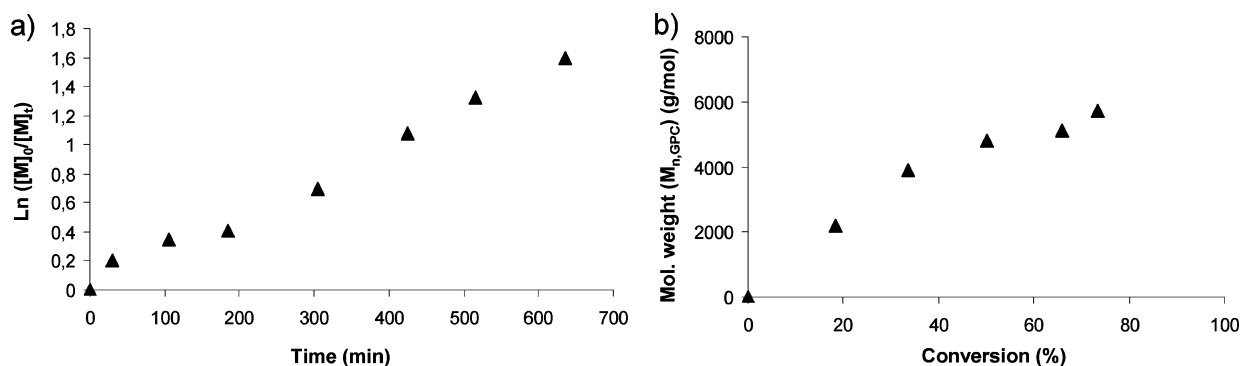 a)
Ln ([M]0/[M]t)
1,8
1,6
1,4
1,2
1
0,8
0,6
0,4
0,2
0
0 100 200 300 400 500 600 700
Time (min)
b)
Mol. weight (Mn,GPC) (g/mol)
8000
6000
4000
2000
0
0 20 40 60 80 100
Conversion (%)